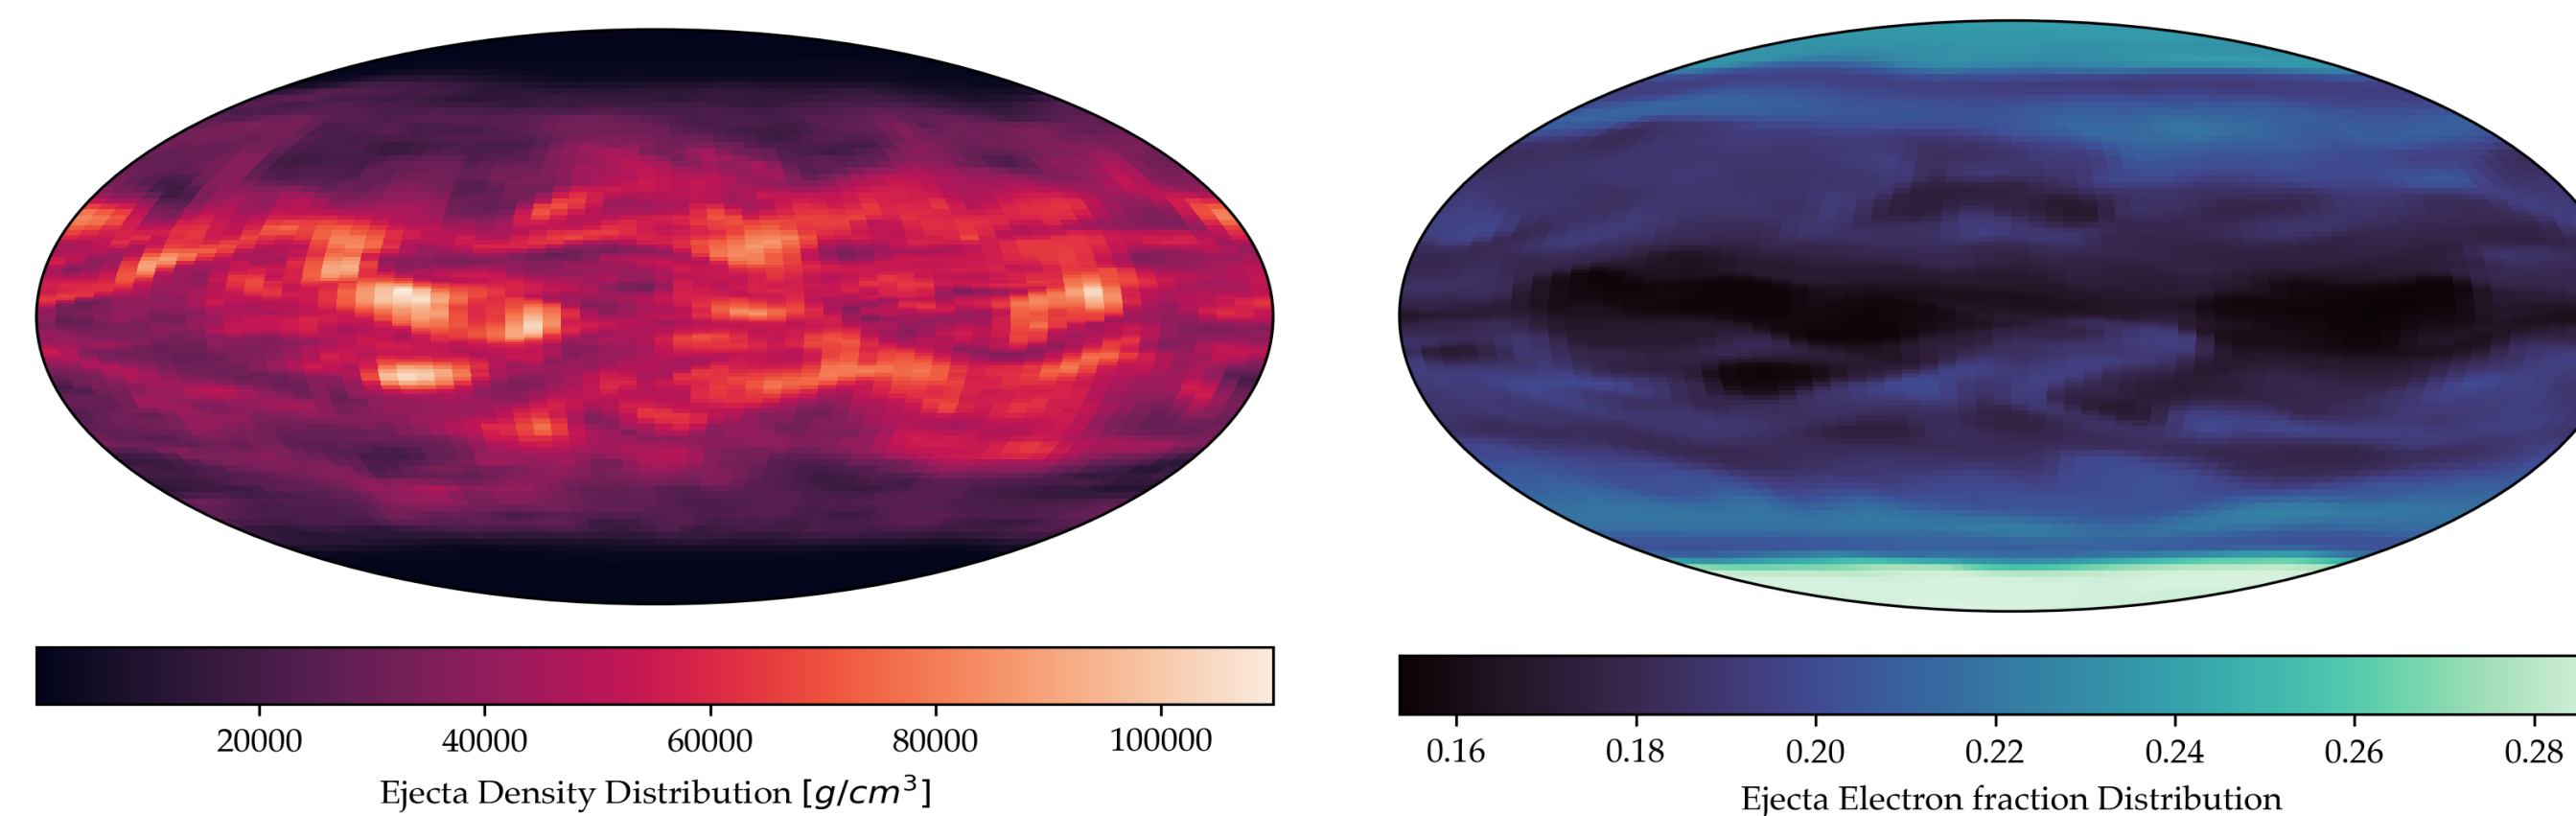 20000 40000 60000 80000 100000
Ejecta Density Distribution [g/cm³]
0.16 0.18 0.20 0.22 0.24 0.26 0.28
Ejecta Electron fraction Distribution